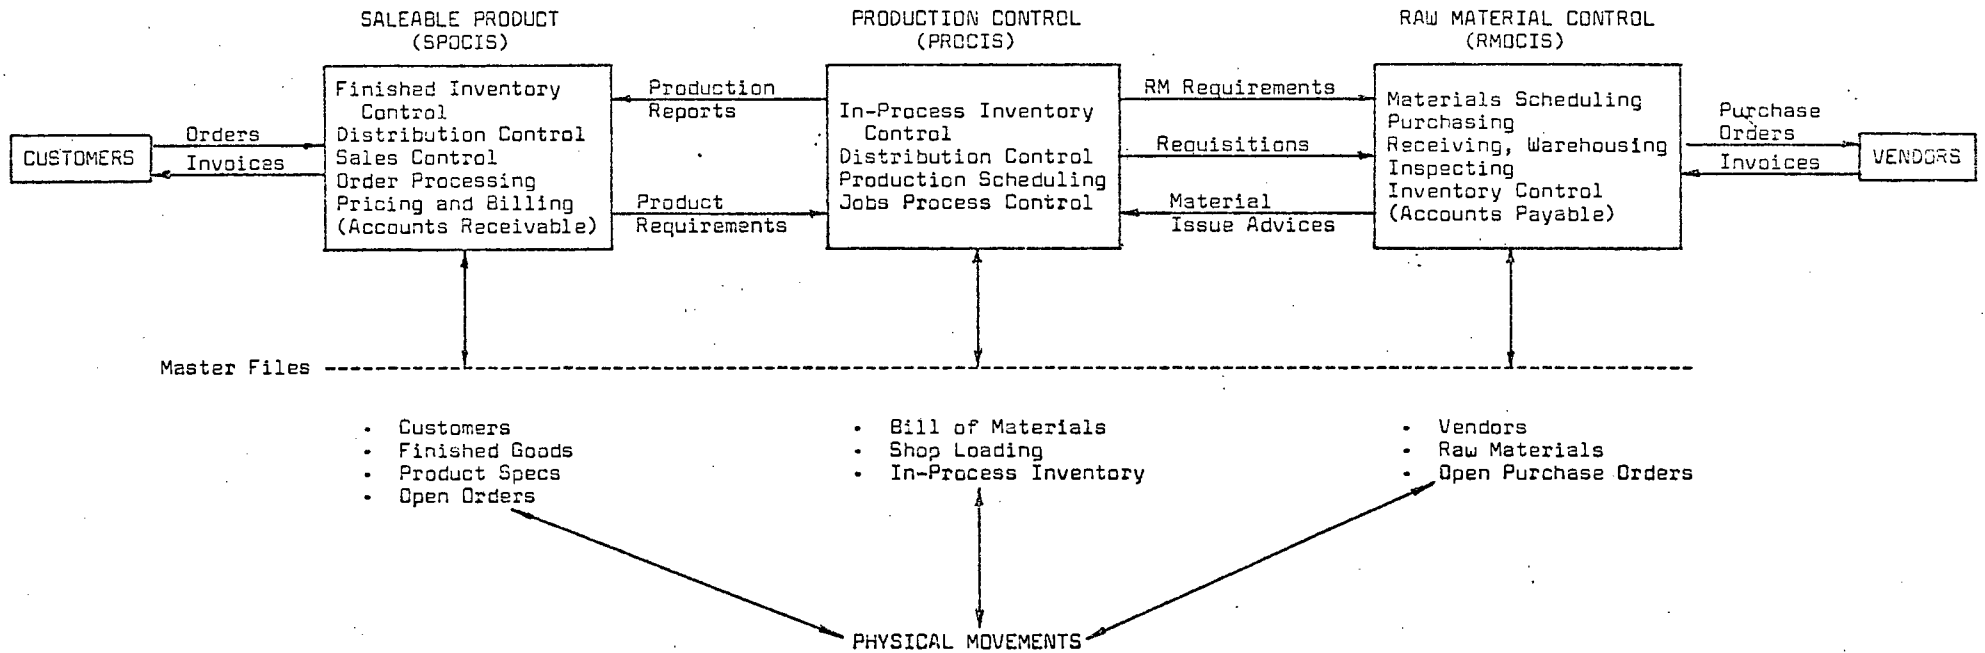 SALEABLE PRODUCT
(SPOCIS)
PRODUCTION CONTROL
(PROCIS)
RAW MATERIAL CONTROL
(RMOCIS)
CUSTOMERS
Orders
Invoices
Finished Inventory
Control
Distribution Control
Sales Control
Order Processing
Pricing and Billing
(Accounts Receivable)
Production
Reports
Product
Requirements
In-Process Inventory
Control
Distribution Control
Production Scheduling
Jobs Process Control
RM Requirements
Requisitions
Material
Issue Advices
Materials Scheduling
Purchasing
Receiving, Warehousing
Inspecting
Inventory Control
(Accounts Payable)
Purchase
Orders
Invoices
VENDORS
Master Files
• Customers
• Finished Goods
• Product Specs
• Open Orders
• Bill of Materials
• Shop Loading
• In-Process Inventory
• Vendors
• Raw Materials
• Open Purchase Orders
PHYSICAL MOVEMENTS